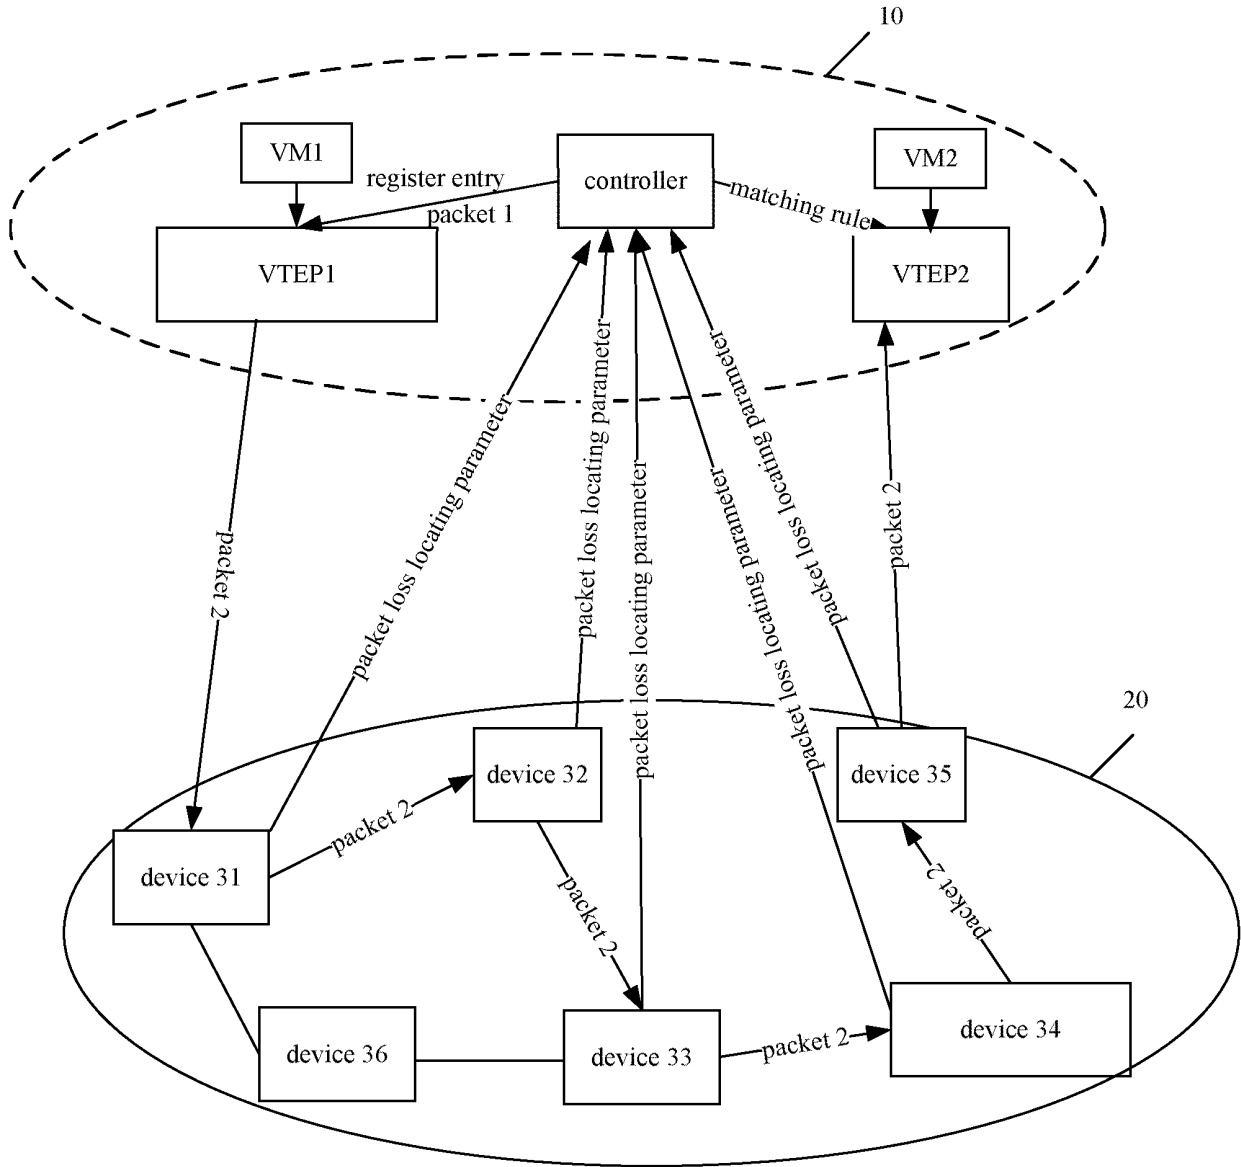 10
VM1
controller
VM2
register entry
matching rule
packet 1
VTEP1
VTEP2
packet loss locating parameter
packet loss locating parameter
packet loss locating parameter
packet loss locating parameter
packet loss locating parameter
packet 2
packet 2
20
device 32
device 35
packet 2
device 31
packet 2
packet 2
device 36
device 33
packet 2
device 34